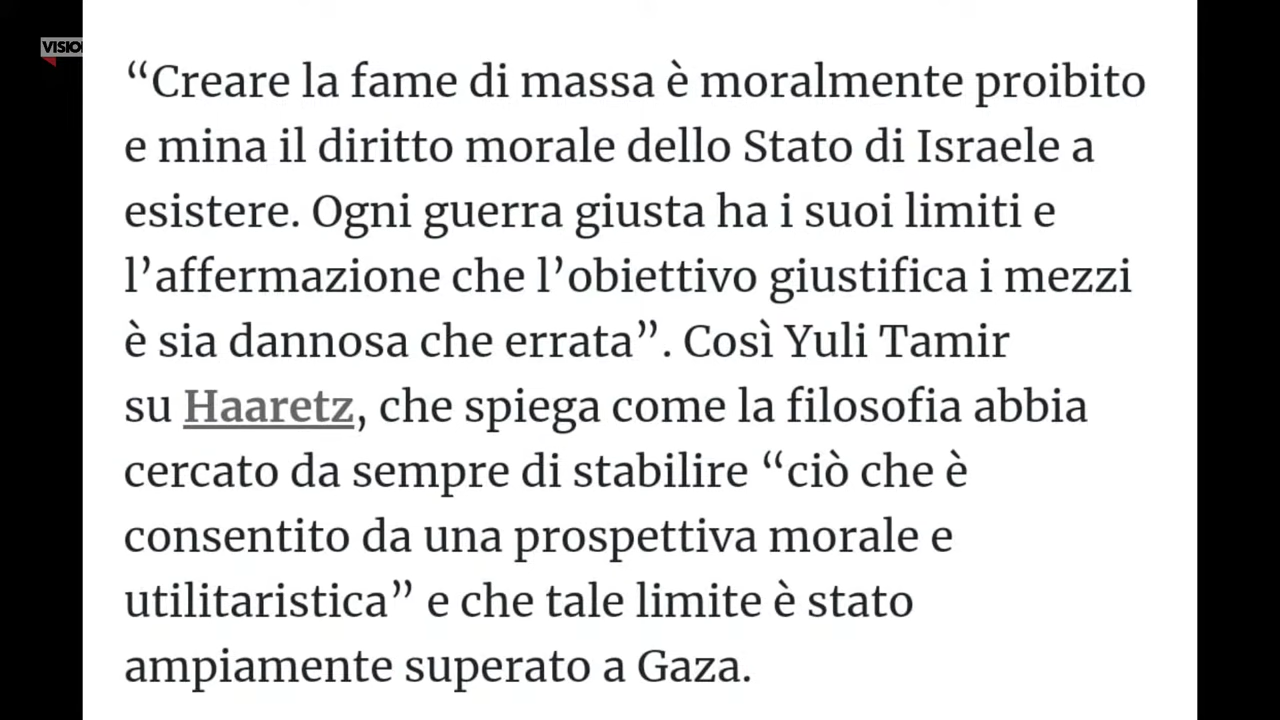 VISIO
“Creare la fame di massa è moralmente proibito
e mina il diritto morale dello Stato di Israele a
esistere. Ogni guerra giusta ha i suoi limiti e
l’affermazione che l’obiettivo giustifica i mezzi
è sia dannosa che errata”. Così Yuli Tamir
su Haaretz, che spiega come la filosofia abbia
cercato da sempre di stabilire “ciò che è
consentito da una prospettiva morale e
utilitaristica” e che tale limite è stato
ampiamente superato a Gaza.